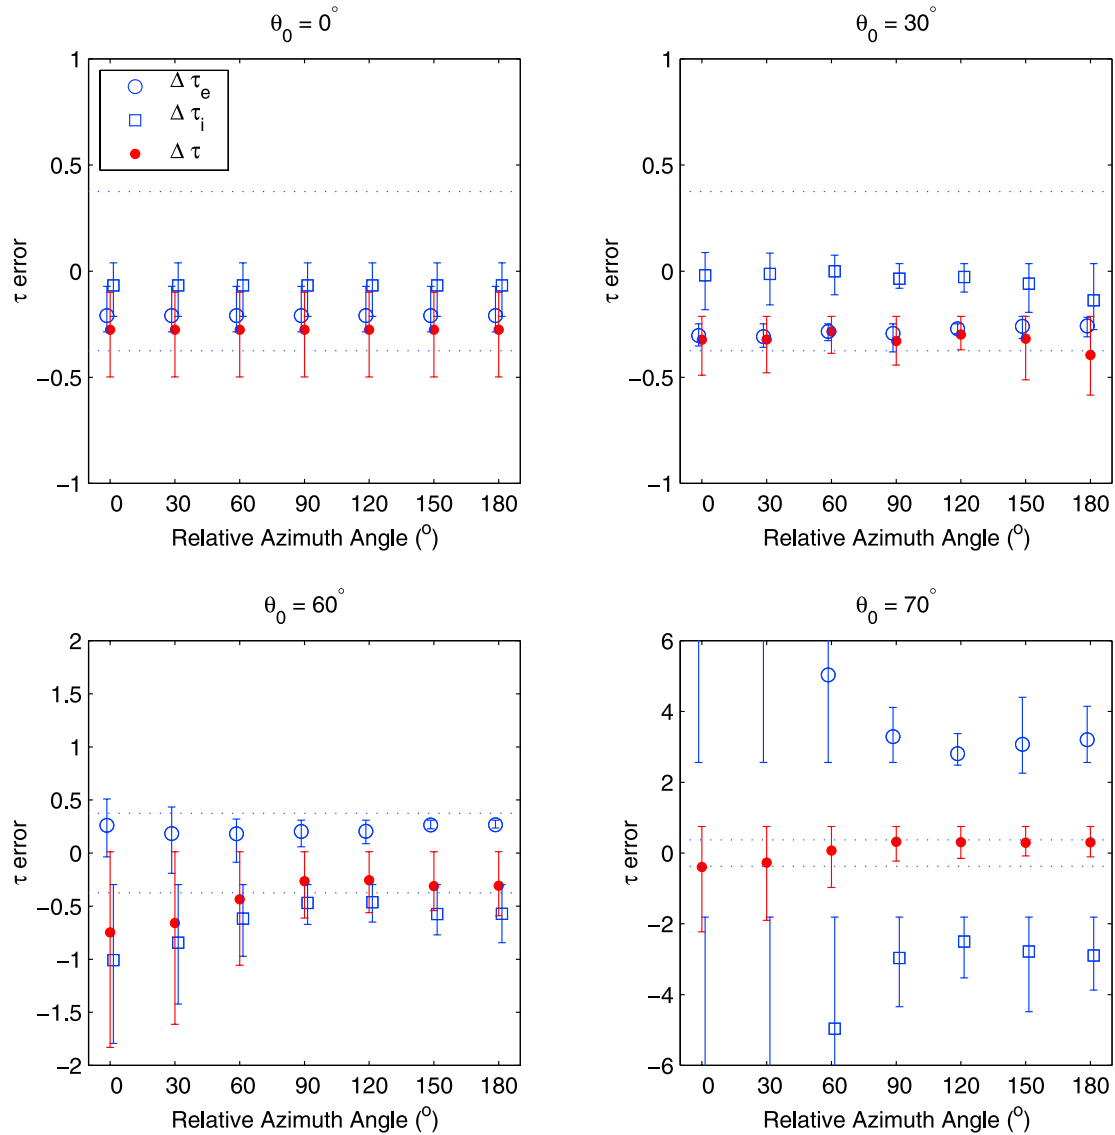 θ0 = 0°
1
0.5
0
−0.5
−1
τ error
Δ τe
Δ τi
Δ τ
0 30 60 90 120 150 180
Relative Azimuth Angle (°)
θ0 = 30°
1
0.5
0
−0.5
−1
τ error
0 30 60 90 120 150 180
Relative Azimuth Angle (°)
θ0 = 60°
2
1.5
1
0.5
0
−0.5
−1
−1.5
−2
τ error
0 30 60 90 120 150 180
Relative Azimuth Angle (°)
θ0 = 70°
6
4
2
0
−2
−4
−6
τ error
0 30 60 90 120 150 180
Relative Azimuth Angle (°)